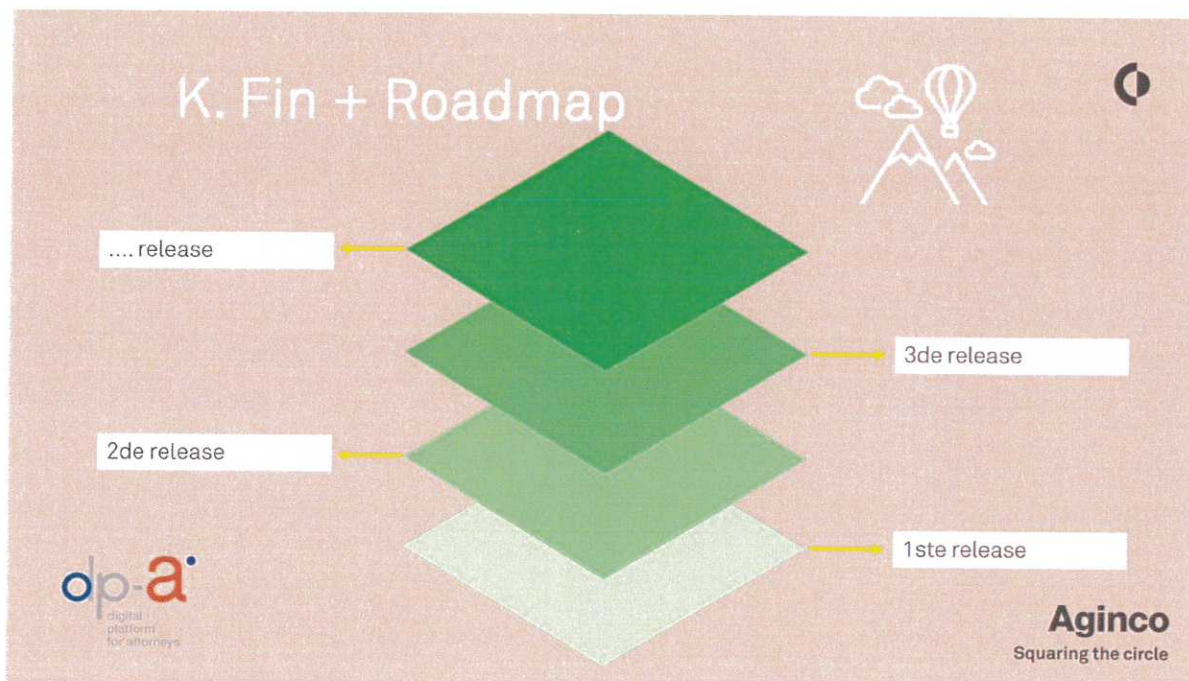 K. Fin + Roadmap
.... release
3de release
2de release
1ste release
dp-a
digital
platform
for attorneys
Aginco
Squaring the circle